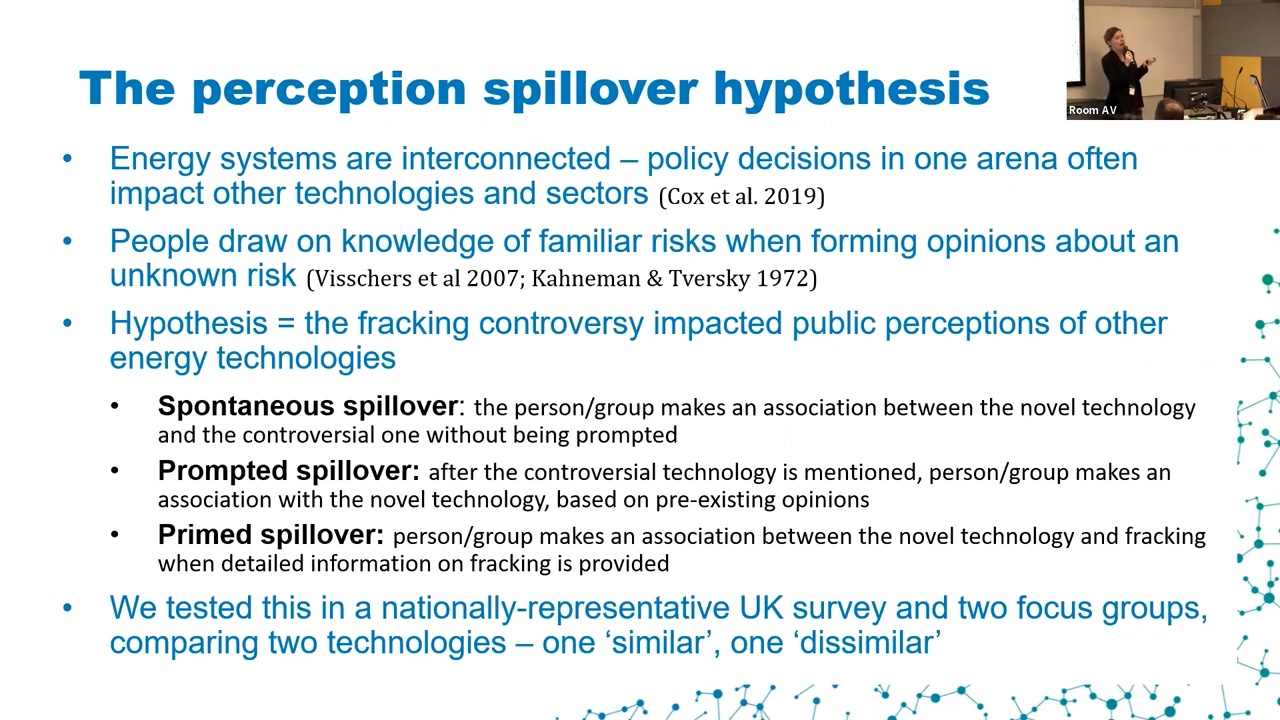 The perception spillover hypothesis
Room AV
• Energy systems are interconnected – policy decisions in one arena often
impact other technologies and sectors (Cox et al. 2019)
• People draw on knowledge of familiar risks when forming opinions about an
unknown risk (Visschers et al 2007; Kahneman & Tversky 1972)
• Hypothesis = the fracking controversy impacted public perceptions of other
energy technologies
• Spontaneous spillover: the person/group makes an association between the novel technology
and the controversial one without being prompted
• Prompted spillover: after the controversial technology is mentioned, person/group makes an
association with the novel technology, based on pre-existing opinions
• Primed spillover: person/group makes an association between the novel technology and fracking
when detailed information on fracking is provided
• We tested this in a nationally-representative UK survey and two focus groups,
comparing two technologies – one ‘similar’, one ‘dissimilar’